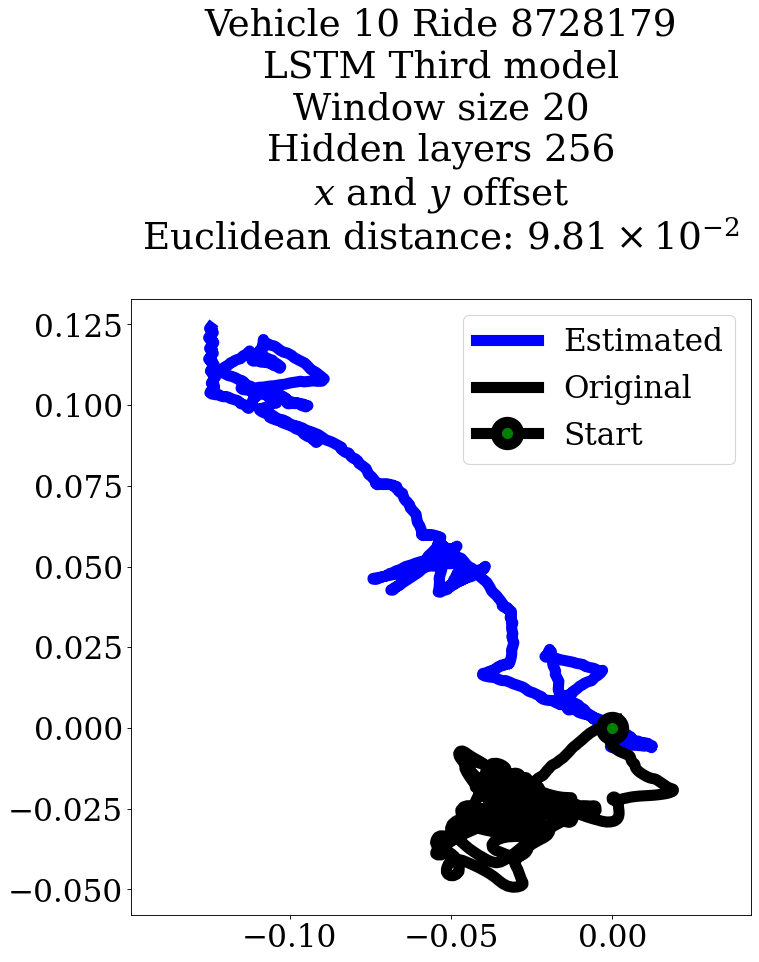 Vehicle 10 Ride 8728179
LSTM Third model
Window size 20
Hidden layers 256
x and y offset
Euclidean distance: 9.81 × 10⁻²
Estimated
Original
Start
0.125
0.100
0.075
0.050
0.025
0.000
−0.025
−0.050
−0.10 −0.05 0.00